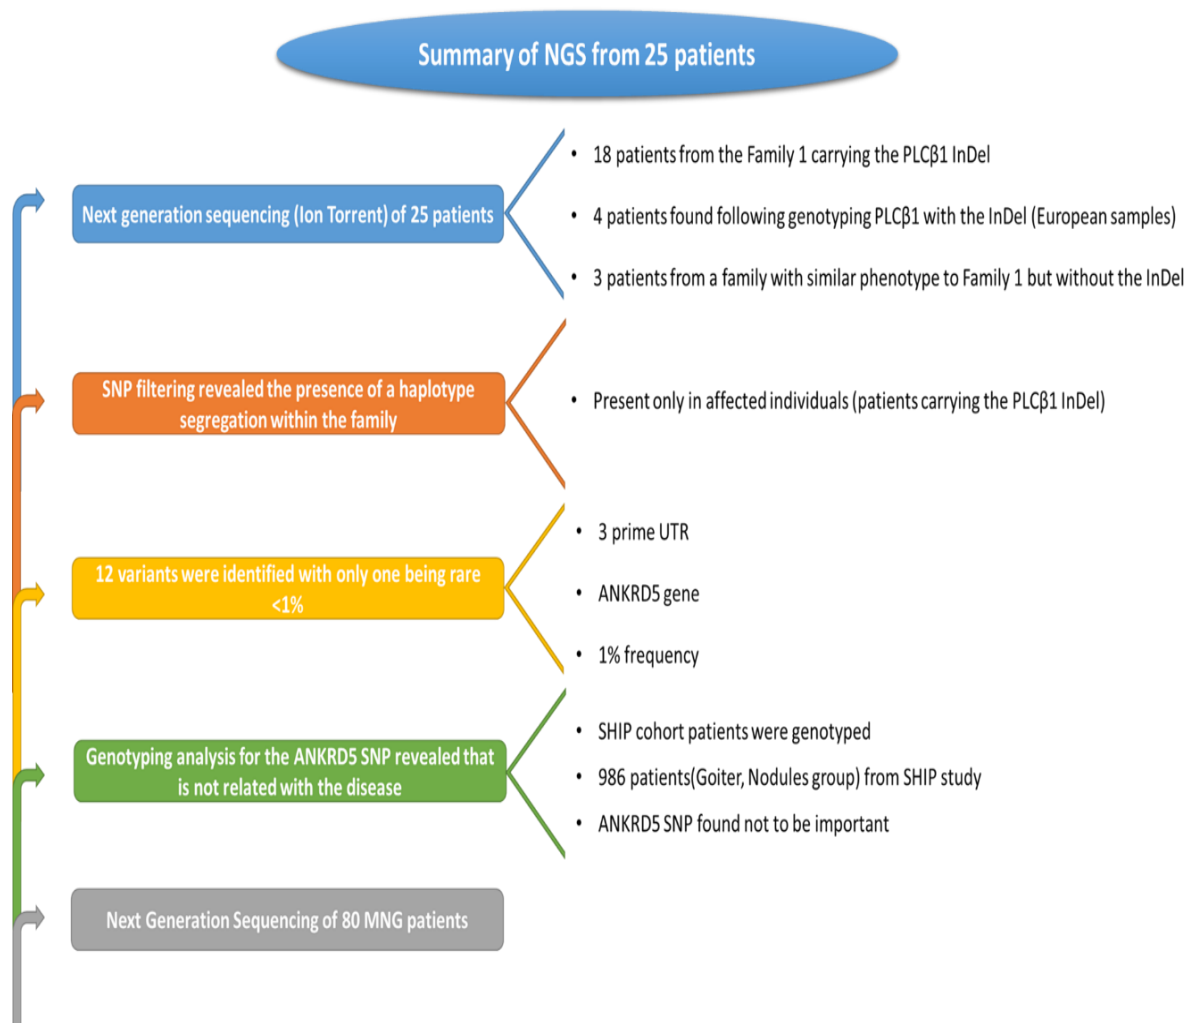 Summary of NGS from 25 patients
Next generation sequencing (Ion Torrent) of 25 patients
• 18 patients from the Family 1 carrying the PLCβ1 InDel
• 4 patients found following genotyping PLCβ1 with the InDel (European samples)
• 3 patients from a family with similar phenotype to Family 1 but without the InDel
SNP filtering revealed the presence of a haplotype
segregation within the family
• Present only in affected individuals (patients carrying the PLCβ1 InDel)
12 variants were identified with only one being rare
<1%
• 3 prime UTR
• ANKRD5 gene
• 1% frequency
Genotyping analysis for the ANKRD5 SNP revealed that
is not related with the disease
• SHIP cohort patients were genotyped
• 986 patients(Goiter, Nodules group) from SHIP study
• ANKRD5 SNP found not to be important
Next Generation Sequencing of 80 MNG patients